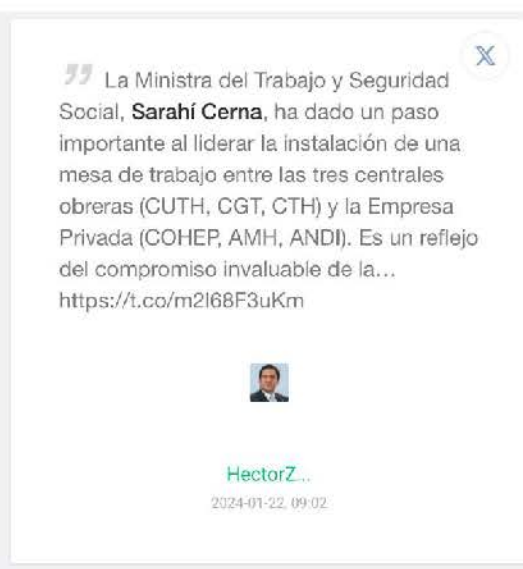 La Ministra del Trabajo y Seguridad
Social, Sarahí Cerna, ha dado un paso
importante al liderar la instalación de una
mesa de trabajo entre las tres centrales
obreras (CUTH, CGT, CTH) y la Empresa
Privada (COHEP, AMH, ANDI). Es un reflejo
del compromiso invaluable de la...
https://t.co/m2I68F3uKm
HectorZ...
2024-01-22, 09:02